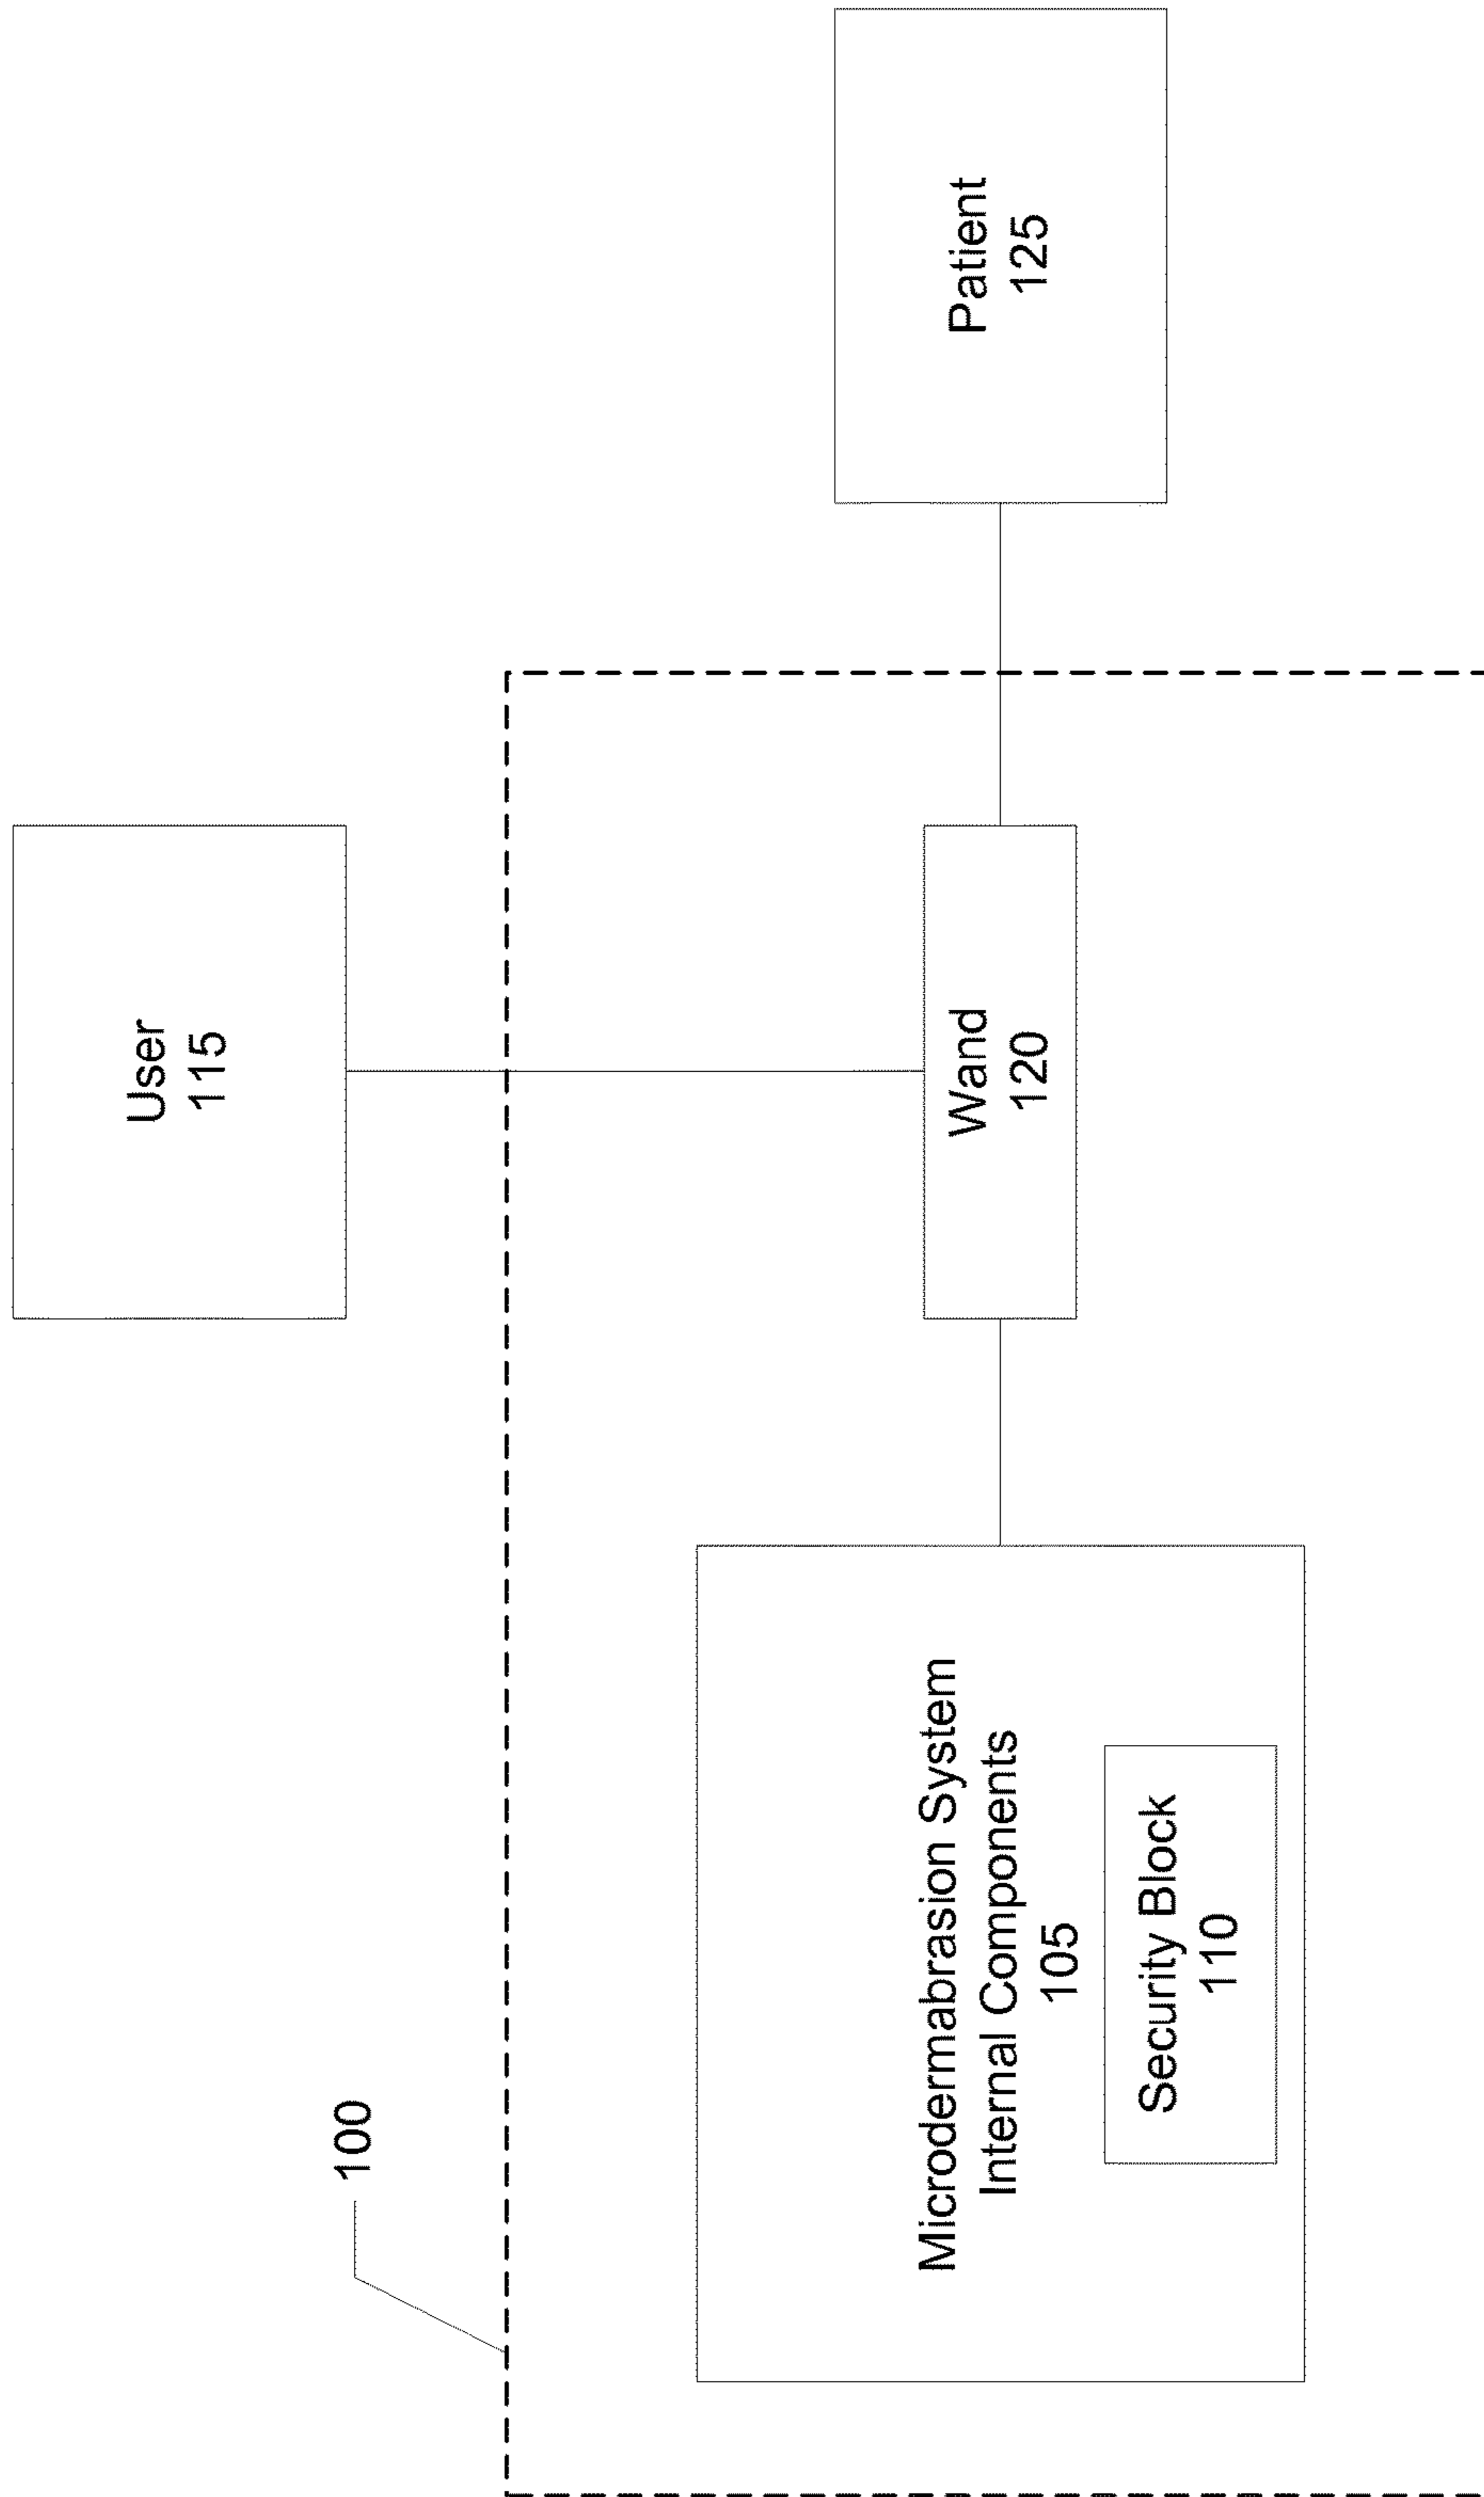 100
User
115
Microdermabrasion System
Internal Components
105
Security Block
110
Wand
120
Patient
125